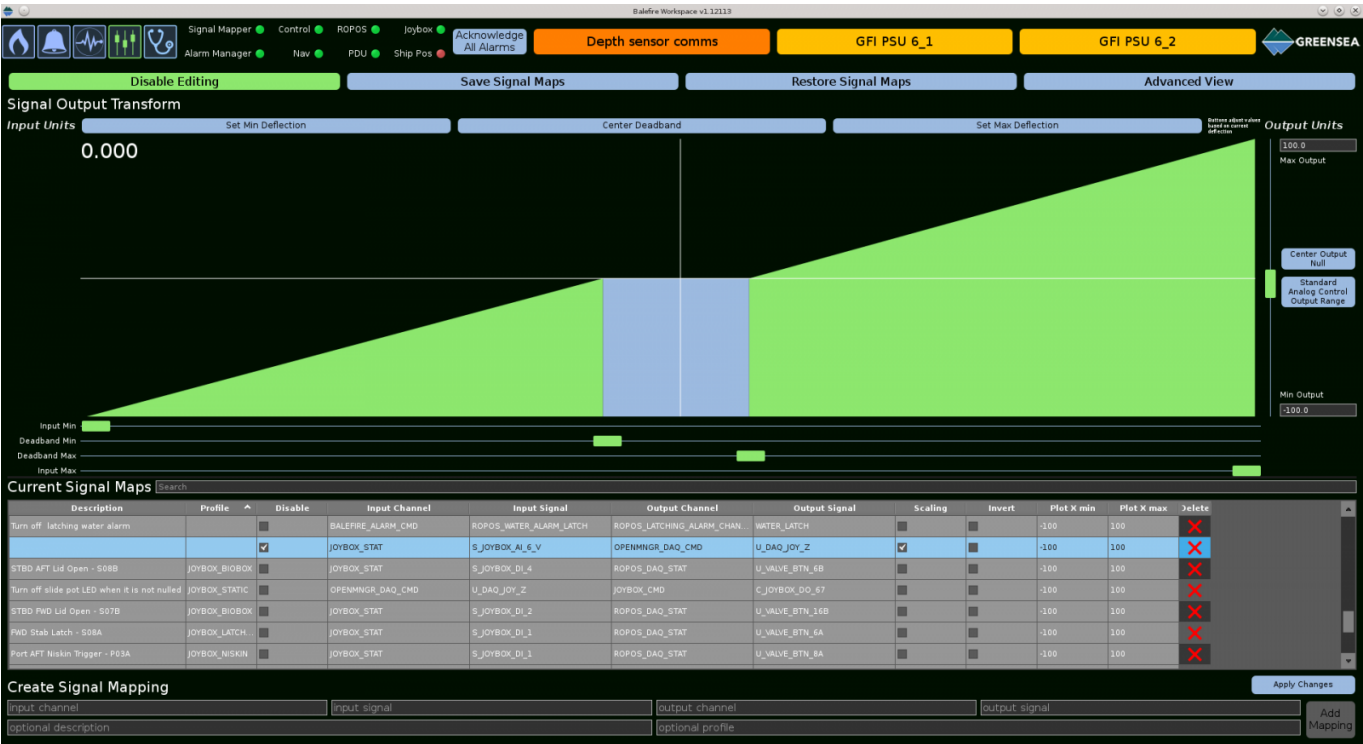 Balefire Workspace v1.12113
Signal Mapper Control ROPOS Joybox
Alarm Manager Nav PDU Ship Pos
Acknowledge
All Alarms
Depth sensor comms
GFI PSU 6_1
GFI PSU 6_2
GREENSEA
Disable Editing
Save Signal Maps
Restore Signal Maps
Advanced View
Signal Output Transform
Input Units
Set Min Deflection
Center Deadband
Set Max Deflection
Buttons adjust values
based on current
deflection
Output Units
0.000
100.0
Max Output
Center Output
Null
Standard
Analog Control
Output Range
Min Output
-100.0
Input Min
Deadband Min
Deadband Max
Input Max
Current Signal Maps Search
Description Profile Disable Input Channel Input Signal Output Channel Output Signal Scaling Invert Plot X min Plot X max Delete
Turn off latching water alarm BALEFIRE_ALARM_CMD ROPOS_WATER_ALARM_LATCH ROPOS_LATCHING_ALARM_CHAN... WATER_LATCH -100 100
JOYBOX_STAT S_JOYBOX_AI_6_V OPENMNGR_DAQ_CMD U_DAQ_JOY_Z -100 100
STBD AFT Lid Open - S08B JOYBOX_BIOBOX JOYBOX_STAT S_JOYBOX_DI_4 ROPOS_DAQ_STAT U_VALVE_BTN_6B -100 100
Turn off slide pot LED when it is not nulled JOYBOX_STATIC OPENMNGR_DAQ_CMD U_DAQ_JOY_Z JOYBOX_CMD C_JOYBOX_DO_67 -100 100
STBD FWD Lid Open - S07B JOYBOX_BIOBOX JOYBOX_STAT S_JOYBOX_DI_2 ROPOS_DAQ_STAT U_VALVE_BTN_16B -100 100
FWD Stab Latch - S08A JOYBOX_LATCH... JOYBOX_STAT S_JOYBOX_DI_1 ROPOS_DAQ_STAT U_VALVE_BTN_6A -100 100
Port AFT Niskin Trigger - P03A JOYBOX_NISKIN JOYBOX_STAT S_JOYBOX_DI_1 ROPOS_DAQ_STAT U_VALVE_BTN_8A -100 100
Create Signal Mapping
Apply Changes
input channel input signal output channel output signal
optional description optional profile
Add
Mapping